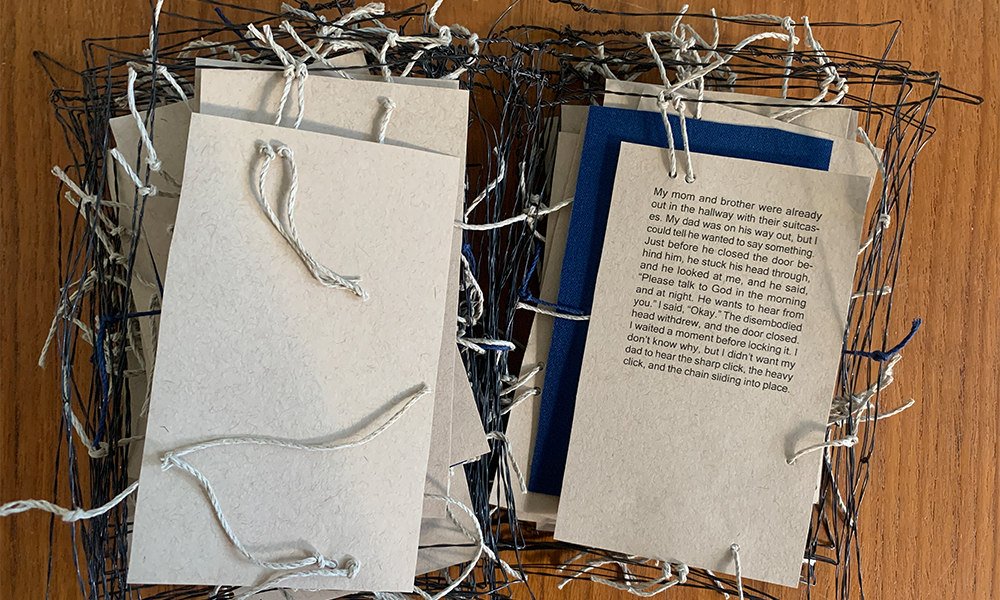 My mom and brother were already
out in the hallway with their suitcas-
es. My dad was on his way out, but I
could tell he wanted to say something.
Just before he closed the door be-
hind him, he stuck his head through,
and he looked at me, and he said,
“Please talk to God in the morning
and at night. He wants to hear from
you.” I said, “Okay.” The disembodied
head withdrew, and the door closed.
I waited a moment before locking it. I
don’t know why, but I didn’t want my
dad to hear the sharp click, the heavy
click, and the chain sliding into place.